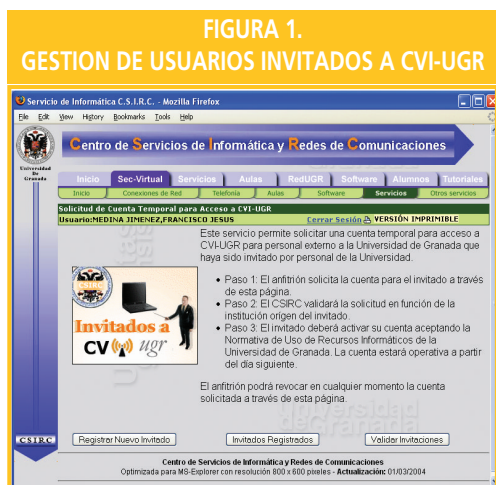 FIGURA 1.
GESTION DE USUARIOS INVITADOS A CVI-UGR
Servicio de Informática C.S.I.R.C. - Mozilla Firefox
File Edit View History Bookmarks Tools Help
Centro de Servicios de Informática y Redes de Comunicaciones
Universidad
De
Granada
Inicio Sec-Virtual Servicios Aulas RedUGR Software Alumnos Tutoriales
Inicio Conexiones de Red Telefonia Aulas Software Servicios Otros servicios
Solicitud de Cuenta Temporal para Acceso a CVI-UGR
Usuario:MEDINA JIMENEZ,FRANCISCO JESUS Cerrar Sesión VERSIÓN IMPRIMIBLE
Este servicio permite solicitar una cuenta temporal para acceso a
CVI-UGR para personal externo a la Universidad de Granada que
haya sido invitado por personal de la Universidad.
Invitados a
CV ugr
• Paso 1: El anfitrión solicita la cuenta para el invitado a través
de esta página.
• Paso 2: El CSIRC validará la solicitud en función de la
institución orígen del invitado.
• Paso 3: El invitado deberá activar su cuenta aceptando la
Normativa de Uso de Recursos Informáticos de la
Universidad de Granada. La cuenta estará operativa a partir
del día siguiente.
El anfitrión podrá revocar en cualquier momento la cuenta
solicitada a través de esta página.
CSIRC
Registrar Nuevo Invitado Invitados Registrados Validar Invitaciones
Centro de Servicios de Informática y Redes de Comunicaciones
Optimizada para MS-Explorer con resolución 800 x 600 pixeles - Actualización: 01/03/2004